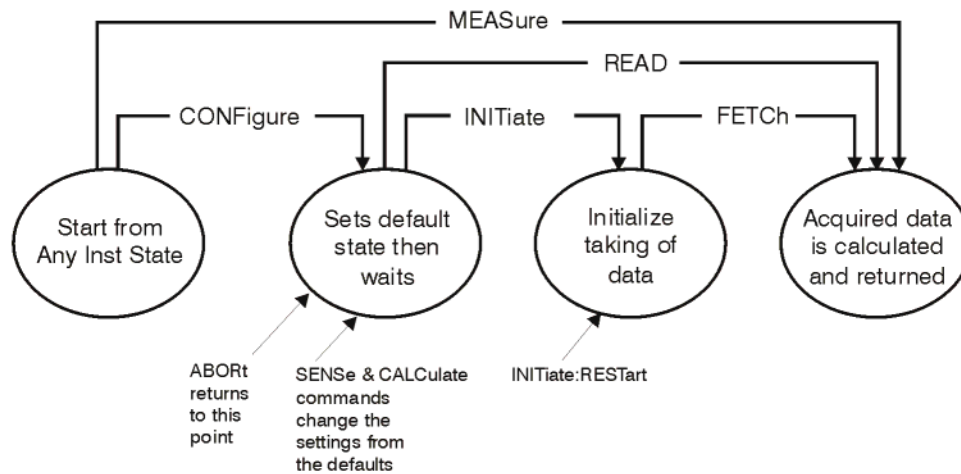 MEASure
READ
CONFigure
INITiate
FETCh
Start from
Any Inst State
Sets default
state then
waits
Initialize
taking of
data
Acquired data
is calculated
and returned
ABORt
returns
to this
point
SENSe & CALCulate
commands
change the
settings from
the defaults
INITiate:RESTart